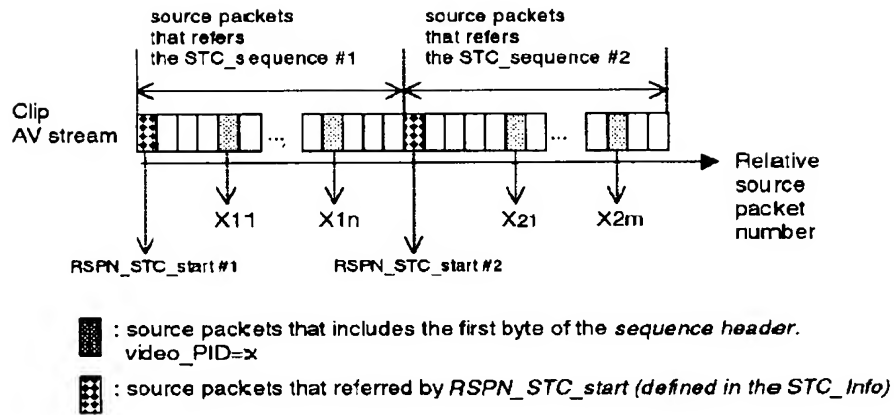 source packets
that refers
the STC_sequence #1
source packets
that refers
the STC_sequence #2
Clip
AV stream
...
...
Relative
source
packet
number
X11
X1n
X21
X2m
RSPN_STC_start #1
RSPN_STC_start #2
: source packets that includes the first byte of the sequence header.
video_PID=x
: source packets that referred by RSPN_STC_start (defined in the STC_Info)